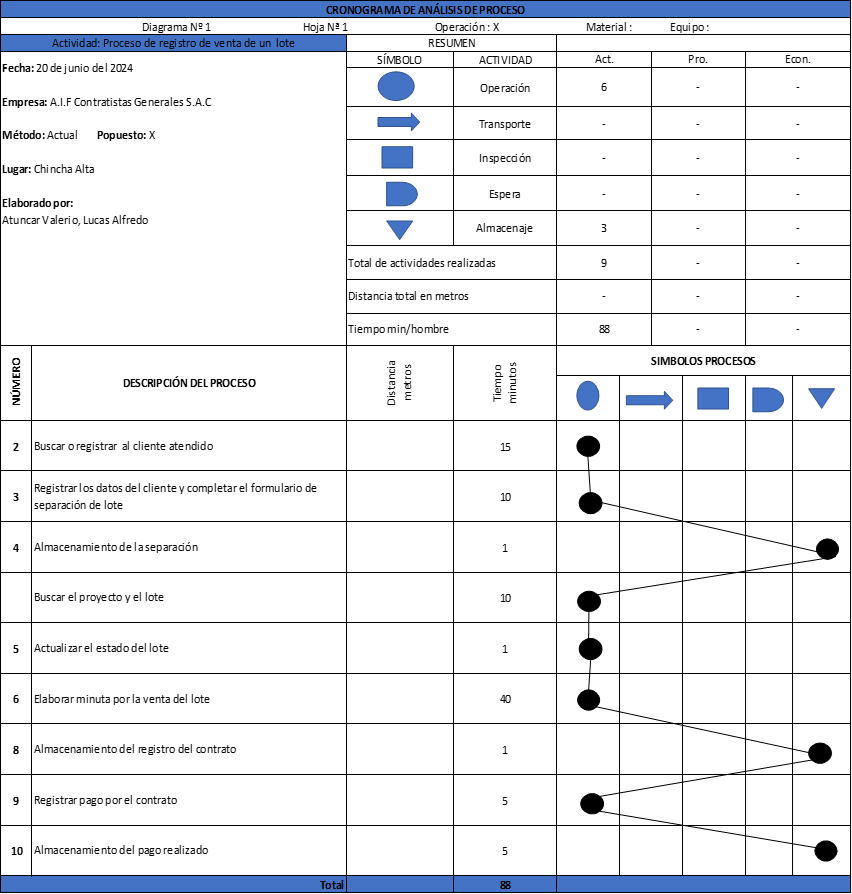 CRONOGRAMA DE ANÁLISIS DE PROCESO
Diagrama Nº 1 Hoja Nª 1 Operación : X Material : Equipo :
Actividad: Proceso de registro de venta de un lote RESUMEN
Fecha: 20 de junio del 2024
Empresa: A.I.F Contratistas Generales S.A.C
Método: Actual Popuesto: X
Lugar: Chincha Alta
Elaborado por:
Atuncar Valerio, Lucas Alfredo
SÍMBOLO ACTIVIDAD Act. Pro. Econ.
Operación 6 - -
Transporte - - -
Inspección - - -
Espera - - -
Almacenaje 3 - -
Total de actividades realizadas 9 - -
Distancia total en metros - - -
Tiempo min/hombre 88 - -
NÚMERO
DESCRIPCIÓN DEL PROCESO
Distancia
metros
Tiempo
minutos
SIMBOLOS PROCESOS
2 Buscar o registrar al cliente atendido 15
3 Registrar los datos del cliente y completar el formulario de
separación de lote 10
4 Almacenamiento de la separación 1
Buscar el proyecto y el lote 10
5 Actualizar el estado del lote 1
6 Elaborar minuta por la venta del lote 40
8 Almacenamiento del registro del contrato 1
9 Registrar pago por el contrato 5
10 Almacenamiento del pago realizado 5
Total 88